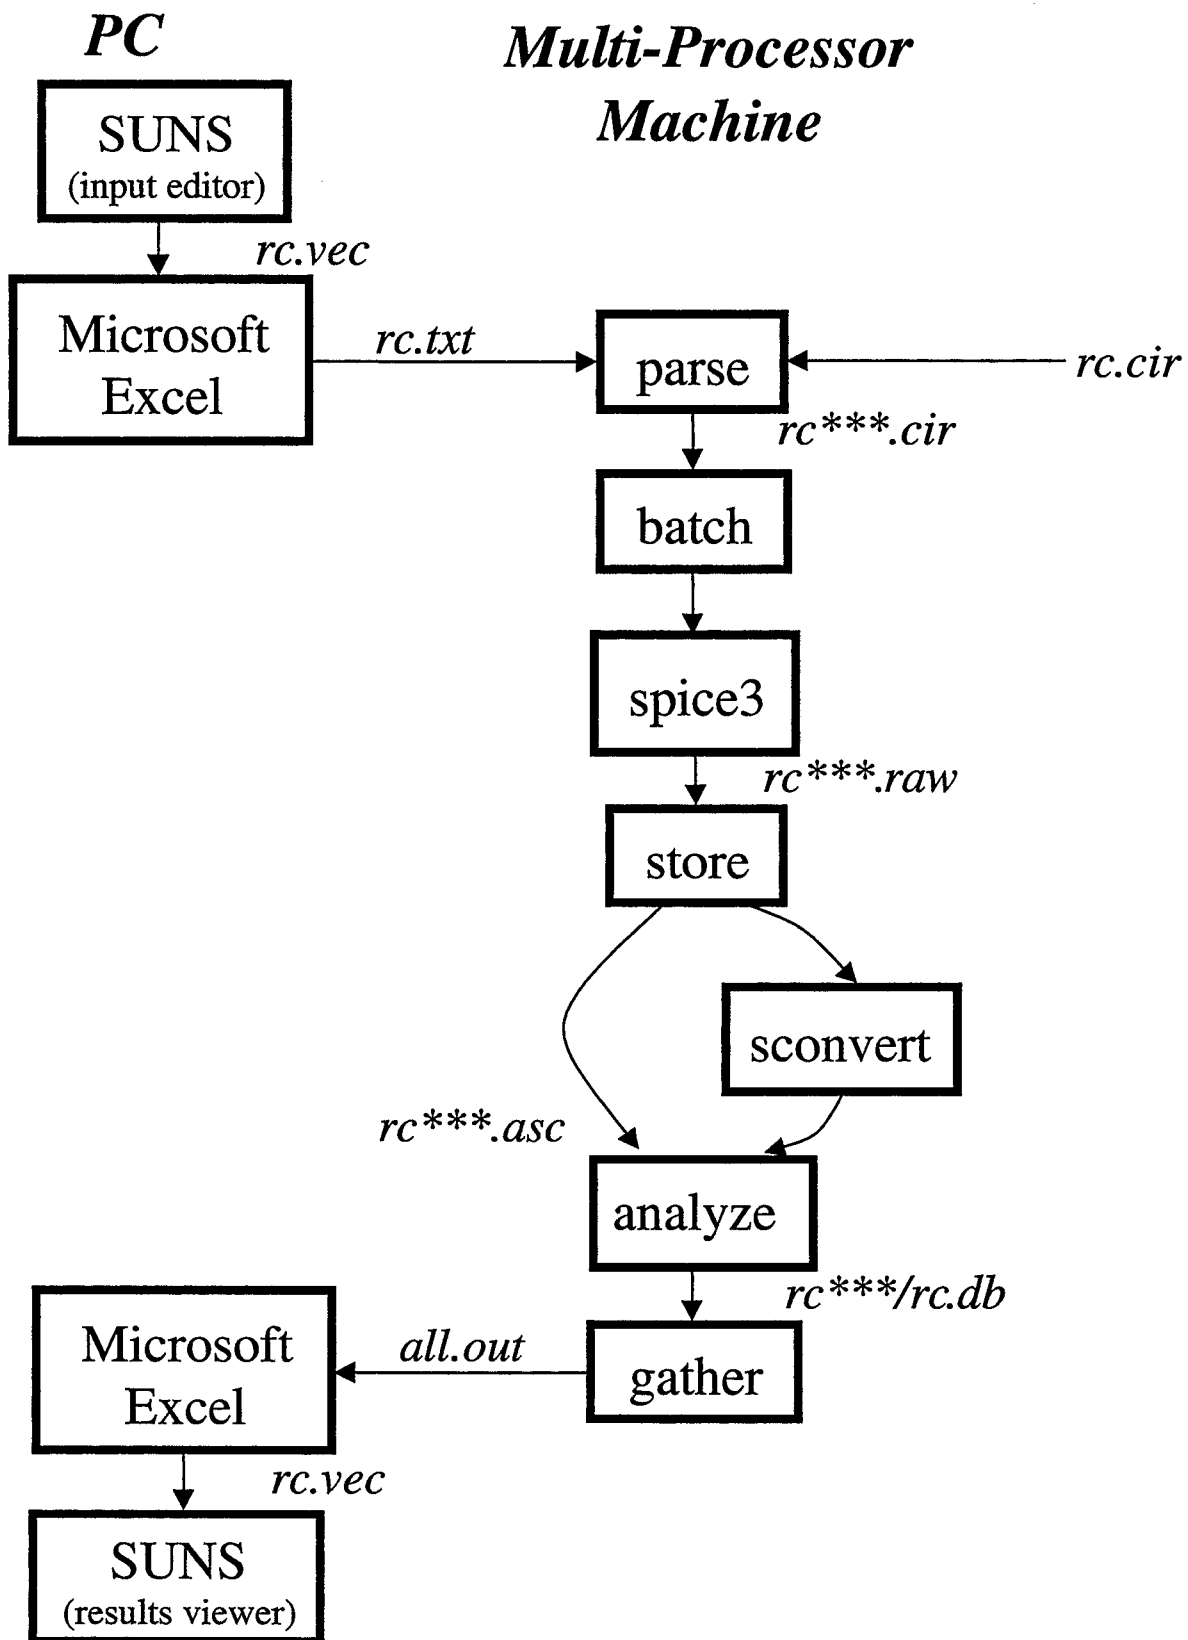 PC
Multi-Processor
Machine
SUNS
(input editor)
rc.vec
Microsoft
Excel
rc.txt
parse
rc.cir
rc***.cir
batch
spice3
rc***.raw
store
sconvert
rc***.asc
analyze
rc***/rc.db
Microsoft
Excel
all.out
gather
rc.vec
SUNS
(results viewer)